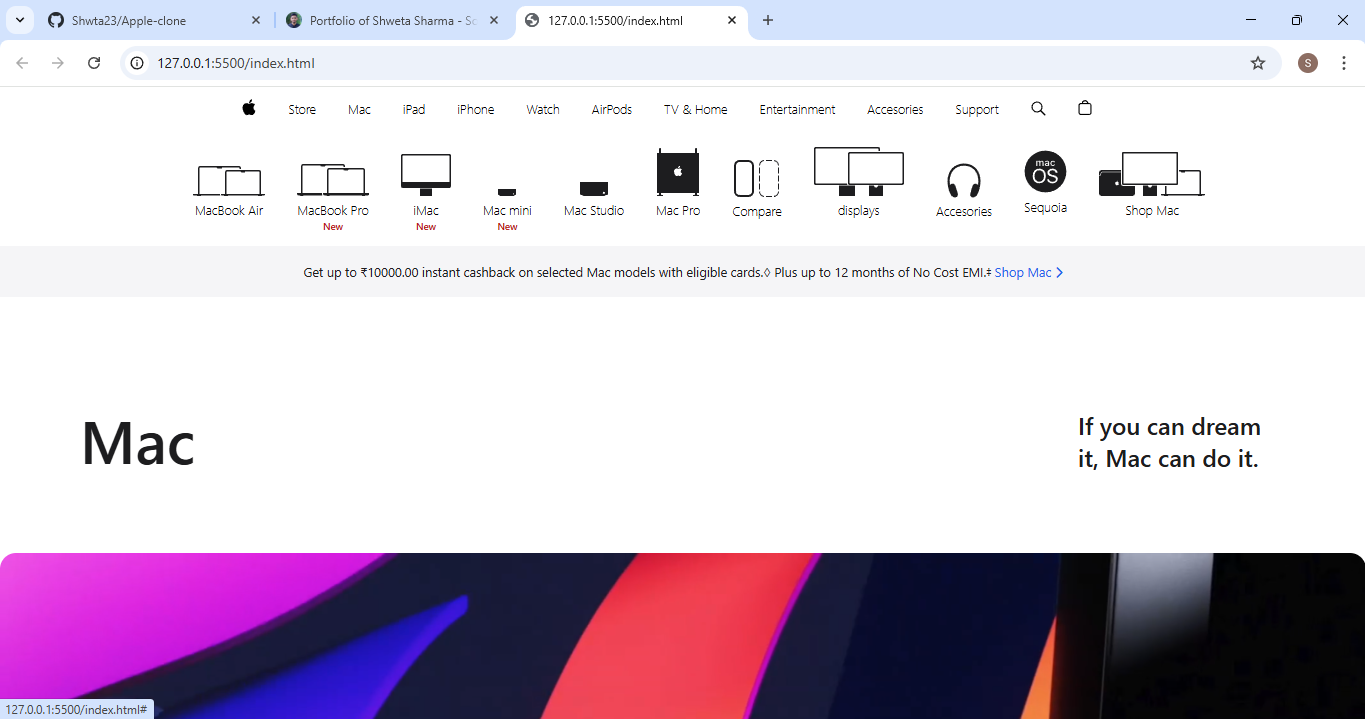 Shwta23/Apple-clone
Portfolio of Shweta Sharma - So
127.0.0.1:5500/index.html
127.0.0.1:5500/index.html
S
Store Mac iPad iPhone Watch AirPods TV & Home Entertainment Accesories Support
mac
OS
MacBook Air MacBook Pro iMac Mac mini Mac Studio Mac Pro Compare displays Accesories Sequoia Shop Mac
New New New
Get up to ₹10000.00 instant cashback on selected Mac models with eligible cards.◊ Plus up to 12 months of No Cost EMI.‡ Shop Mac
Mac
If you can dream
it, Mac can do it.
127.0.0.1:5500/index.html#